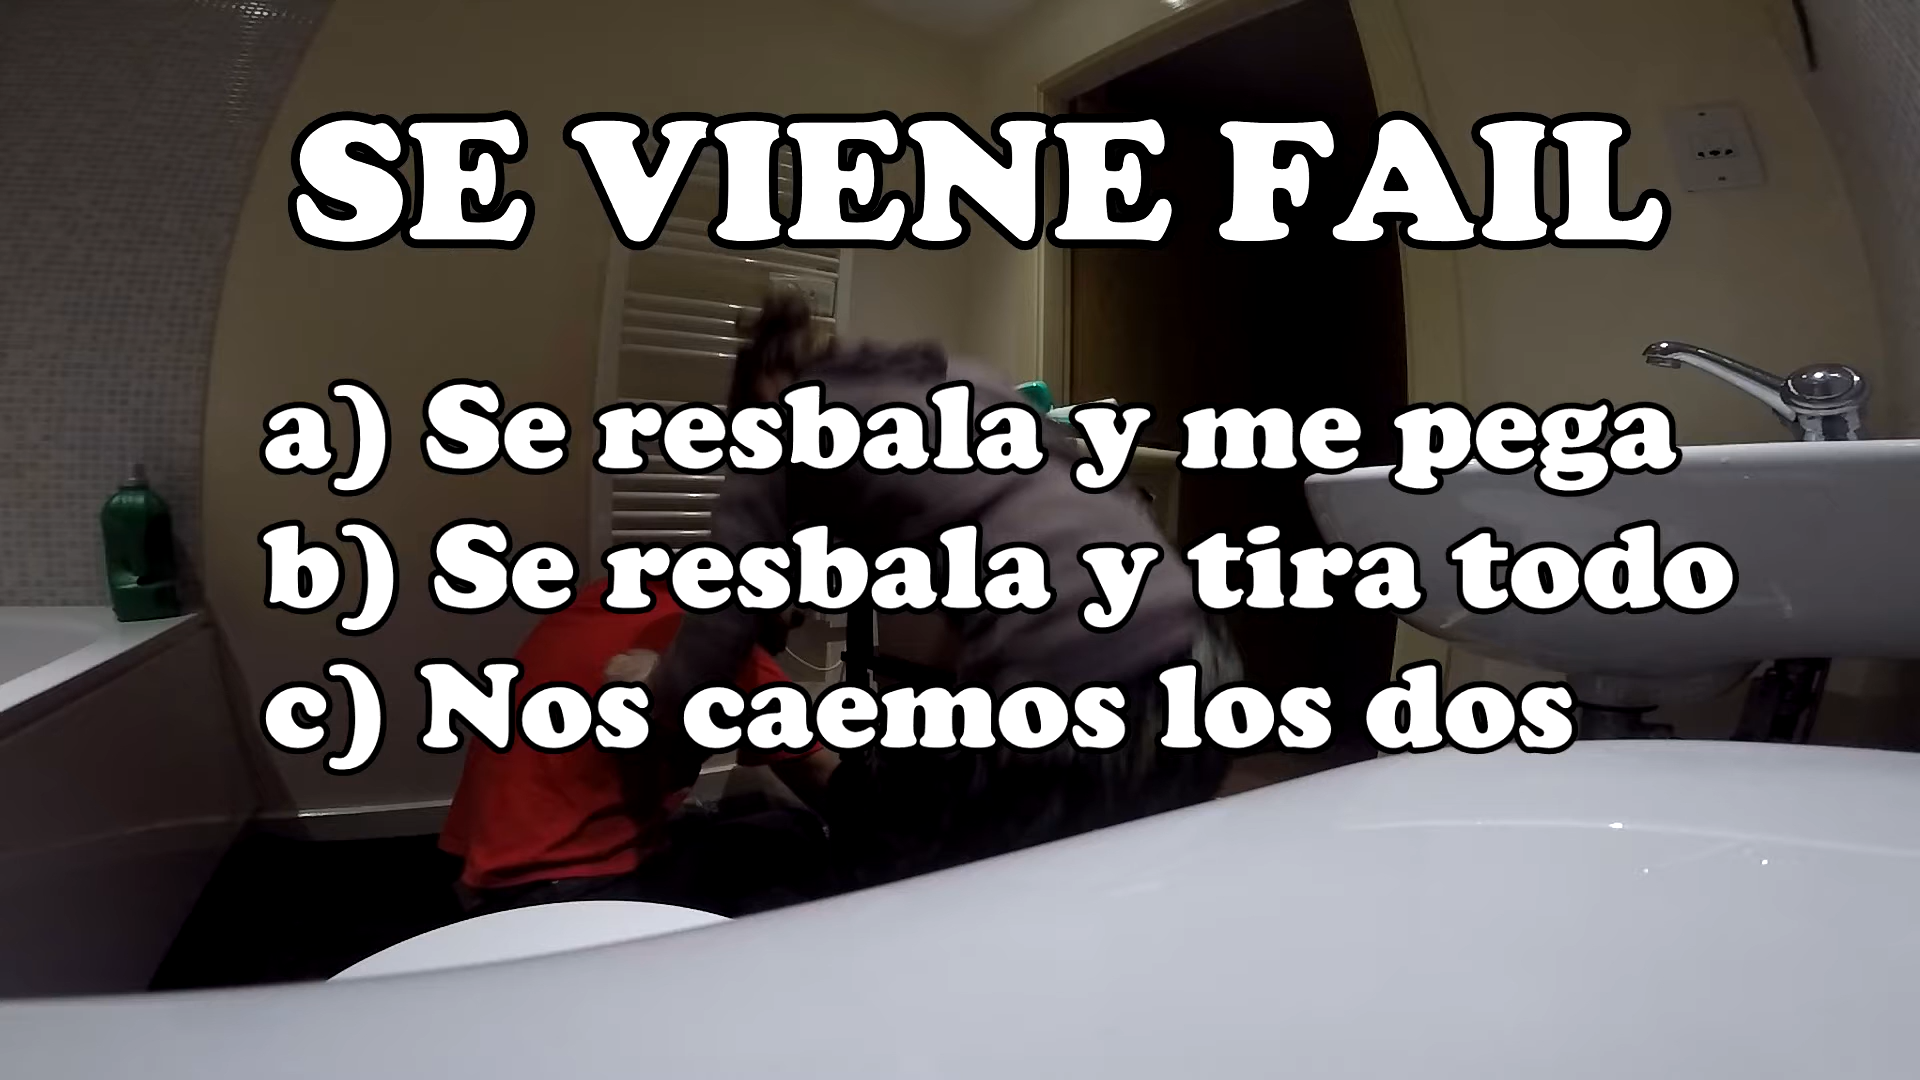 SE VIENE FAIL
a) Se resbala y me pega
b) Se resbala y tira todo
c) Nos caemos los dos